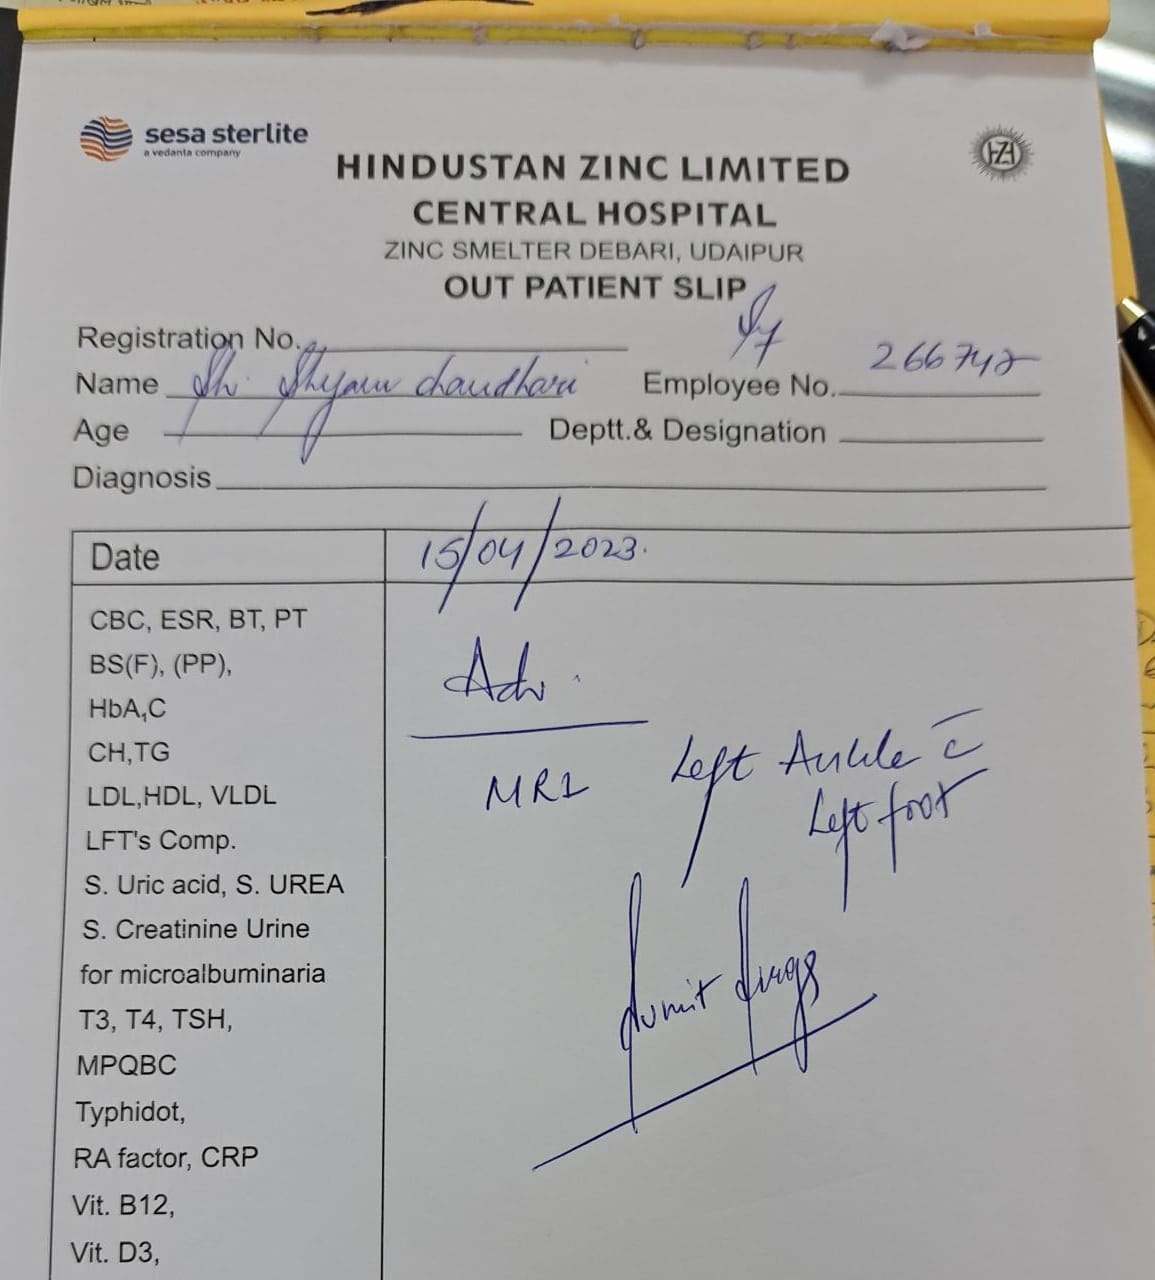 sesa sterlite
a vedanta company
HZL
HINDUSTAN ZINC LIMITED
CENTRAL HOSPITAL
ZINC SMELTER DEBARI, UDAIPUR
OUT PATIENT SLIP
Registration No.
Name Sh. Shyam Chaudhari Employee No. 266742
Age Deptt.& Designation
Diagnosis
Date 15/04/2023.
CBC, ESR, BT, PT
BS(F), (PP),
HbA,C
CH,TG
LDL,HDL, VLDL
LFT's Comp.
S. Uric acid, S. UREA
S. Creatinine Urine
for microalbuminaria
T3, T4, TSH,
MPQBC
Typhidot,
RA factor, CRP
Vit. B12,
Vit. D3,
Adv.
MRI Left Ankle c̄
Left foot
Sumit